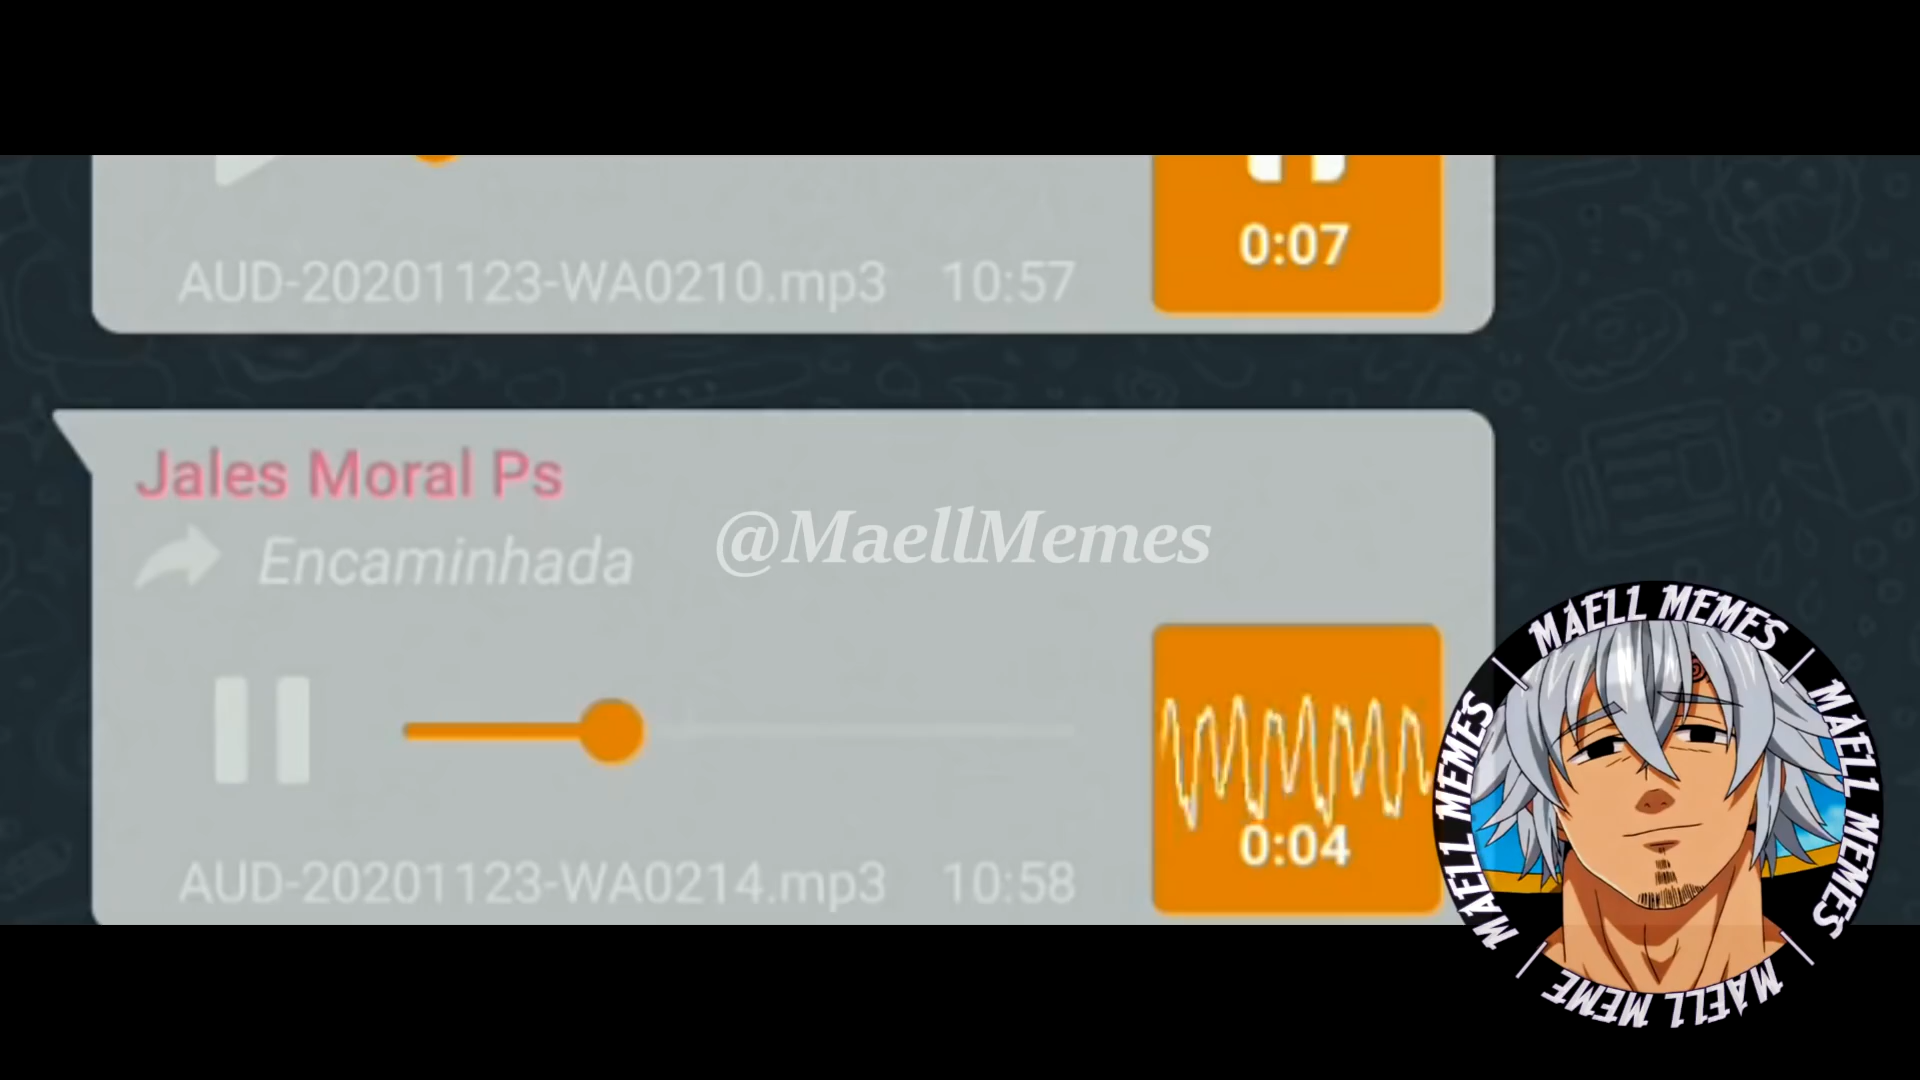 0:07
AUD-20201123-WA0210.mp3 10:57
Jales Moral Ps
Encaminhada
@MaellMemes
0:04
AUD-20201123-WA0214.mp3 10:58
MAELL MEMES
MAELL MEMES
MAELL MEME
MAELL MEMES